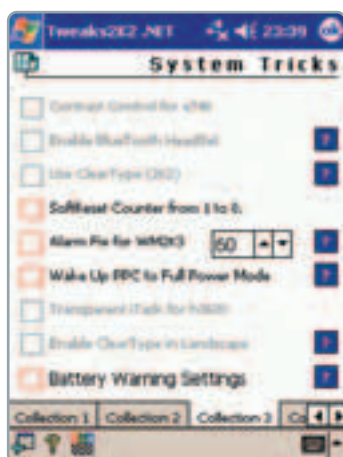 Tweaks2K2 .NET 23:39 ok
System Tricks
Contrast Control for
Enable BlueTooth HeadSet ?
Use ClearType (2K2) ?
SoftReset Counter from 1 to 0.
Alarm Fix for WM2K3 60 ?
Wake Up PPC to Full Power Mode ?
Transparent iTask for
Enable ClearType in Landscape ?
Battery Warning Settings ?
Collection 1 Collection 2 Collection 3 Co